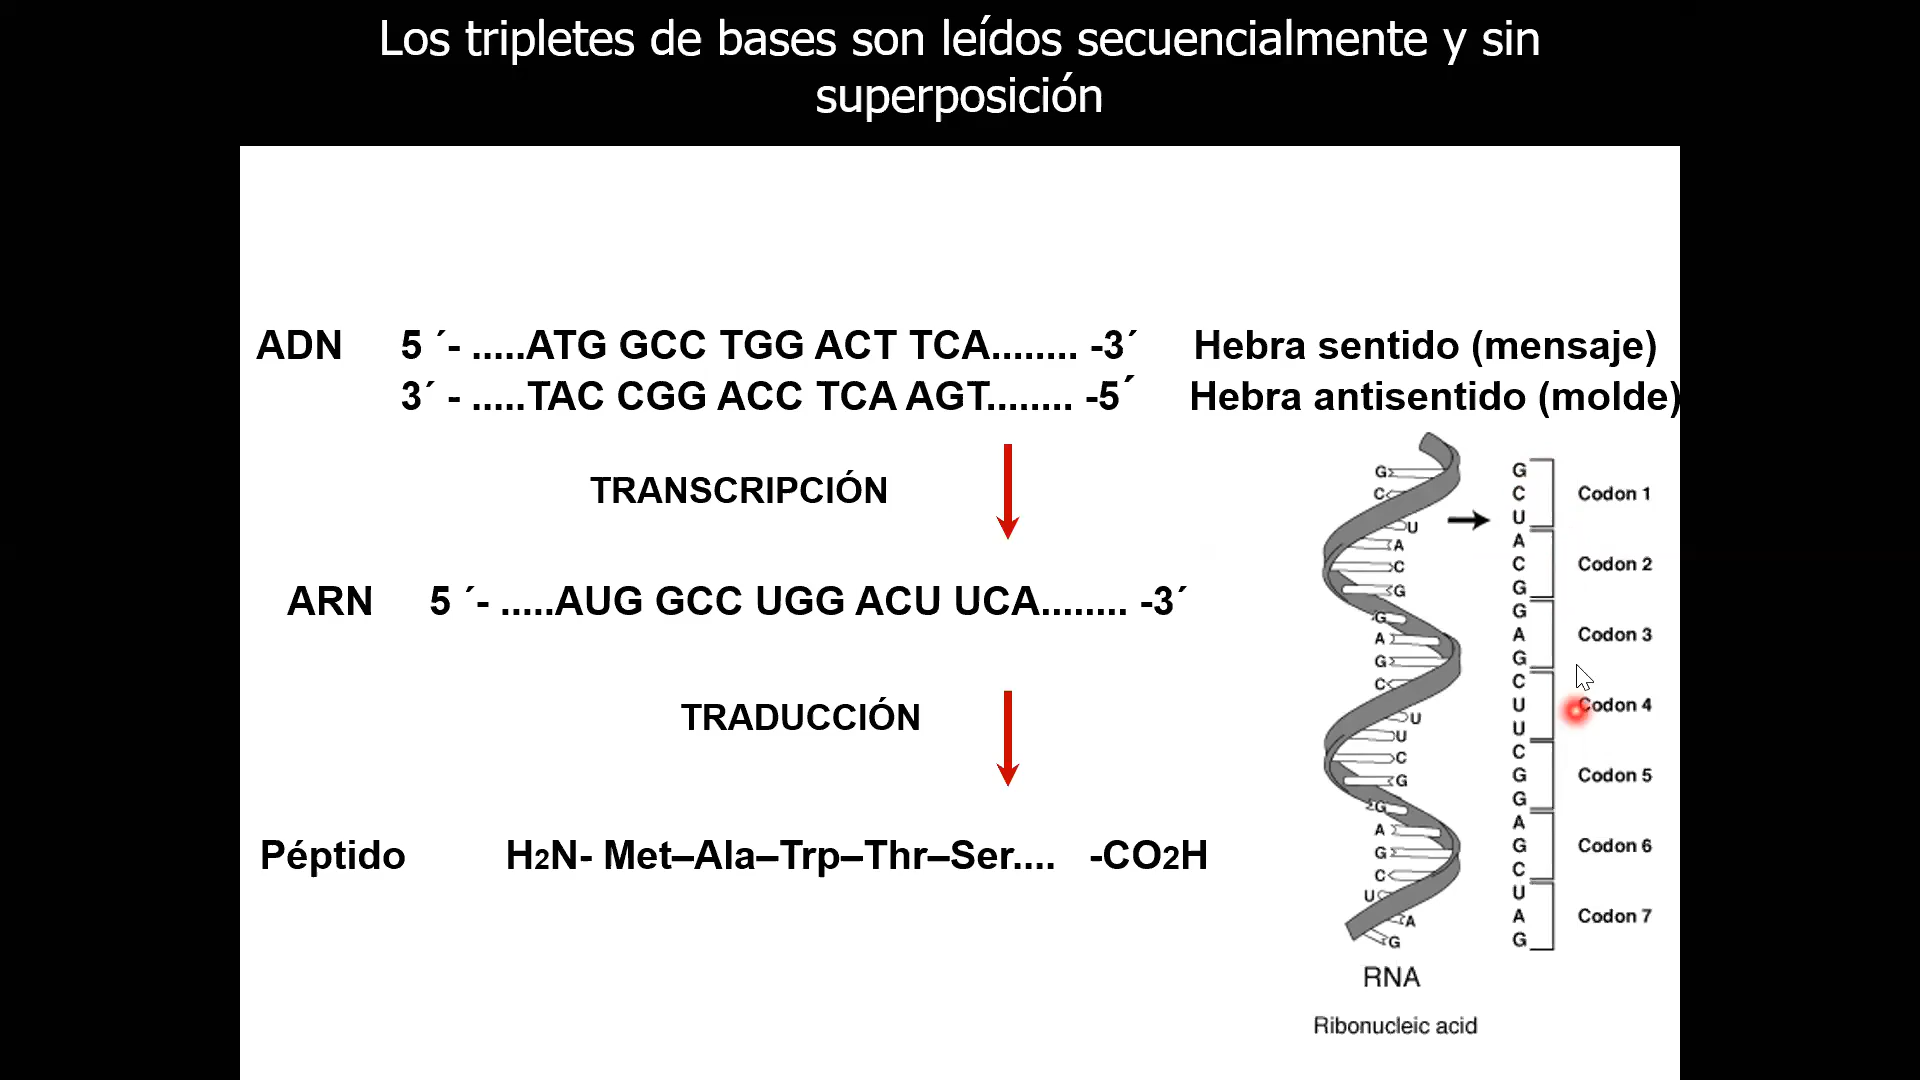 Los tripletes de bases son leídos secuencialmente y sin
superposición
ADN 5 ´- .....ATG GCC TGG ACT TCA........ -3´ Hebra sentido (mensaje)
3´ - .....TAC CGG ACC TCA AGT........ -5´ Hebra antisentido (molde)
TRANSCRIPCIÓN
ARN 5 ´- .....AUG GCC UGG ACU UCA........ -3´
TRADUCCIÓN
Péptido H2N- Met–Ala–Trp–Thr–Ser.... -CO2H
G
C
U
A
C
G
G
A
G
C
U
U
C
G
G
A
G
C
U
A
G
RNA
Ribonucleic acid
G
C
U
Codon 1
A
C
G
Codon 2
G
A
G
Codon 3
C
U
U
Codon 4
C
G
G
Codon 5
A
G
C
Codon 6
U
A
G
Codon 7